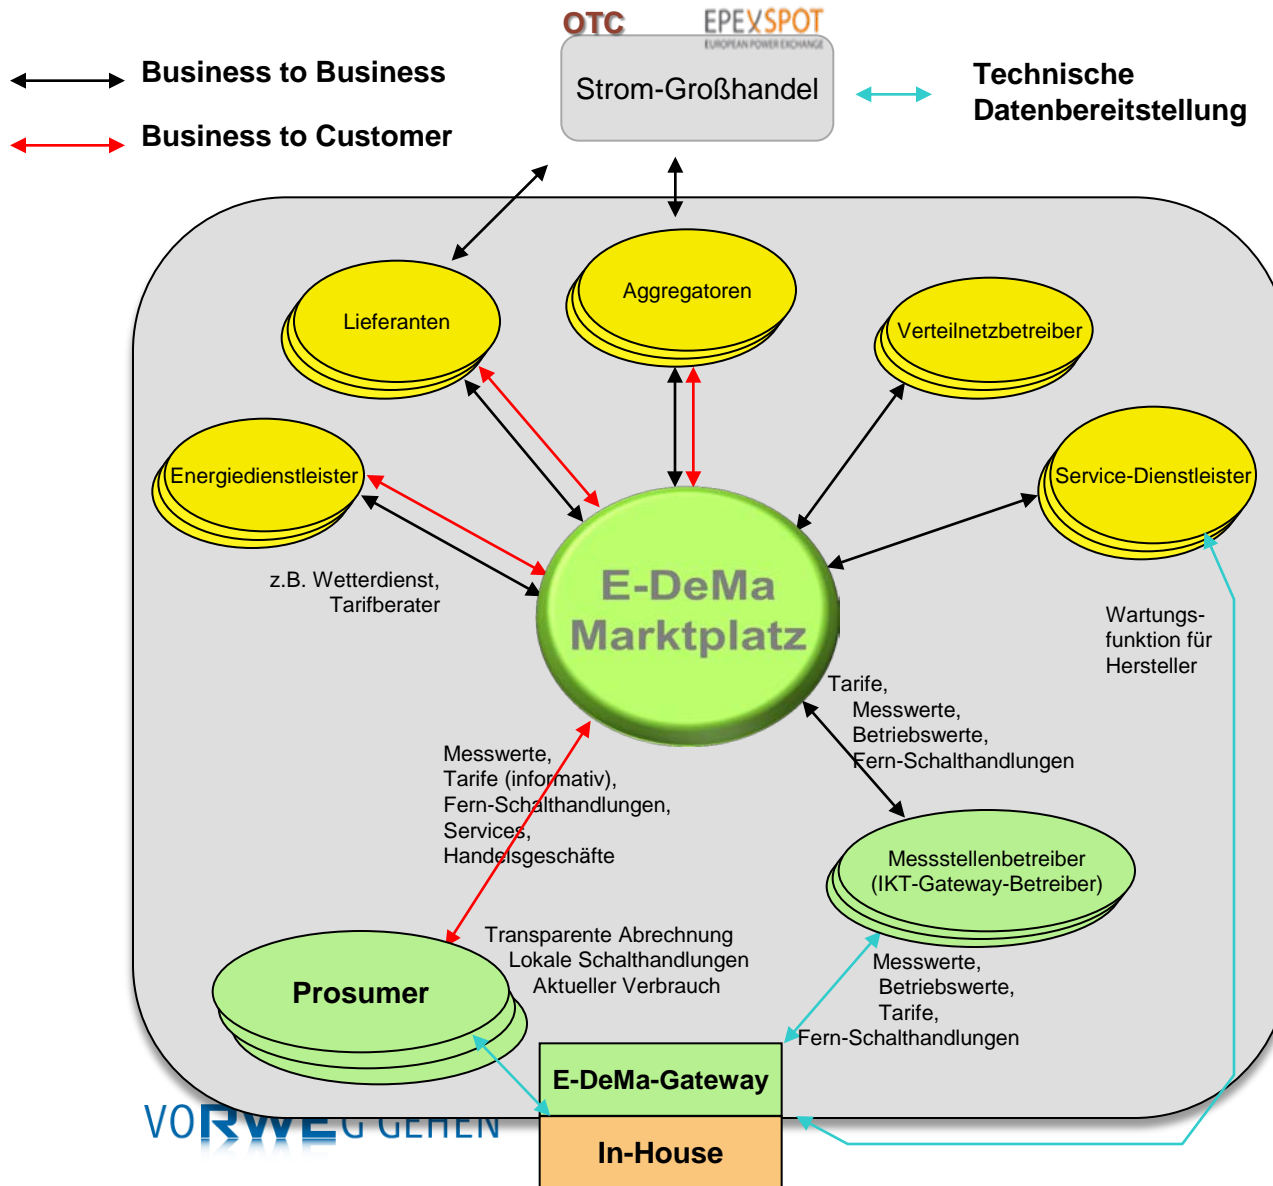 OTC
EPEXSPOT
EUROPEAN POWER EXCHANGE
Business to Business
Business to Customer
Strom-Großhandel
Technische
Datenbereitstellung
Lieferanten
Aggregatoren
Verteilnetzbetreiber
Energiedienstleister
Service-Dienstleister
z.B. Wetterdienst,
Tarifberater
E-DeMa
Marktplatz
Wartungs-
funktion für
Hersteller
Tarife,
Messwerte,
Betriebswerte,
Fern-Schalthandlungen
Messwerte,
Tarife (informativ),
Fern-Schalthandlungen,
Services,
Handelsgeschäfte
Messstellenbetreiber
(IKT-Gateway-Betreiber)
Transparente Abrechnung
Lokale Schalthandlungen
Aktueller Verbrauch
Prosumer
Messwerte,
Betriebswerte,
Tarife,
Fern-Schalthandlungen
E-DeMa-Gateway
VORWEG GEHEN
In-House